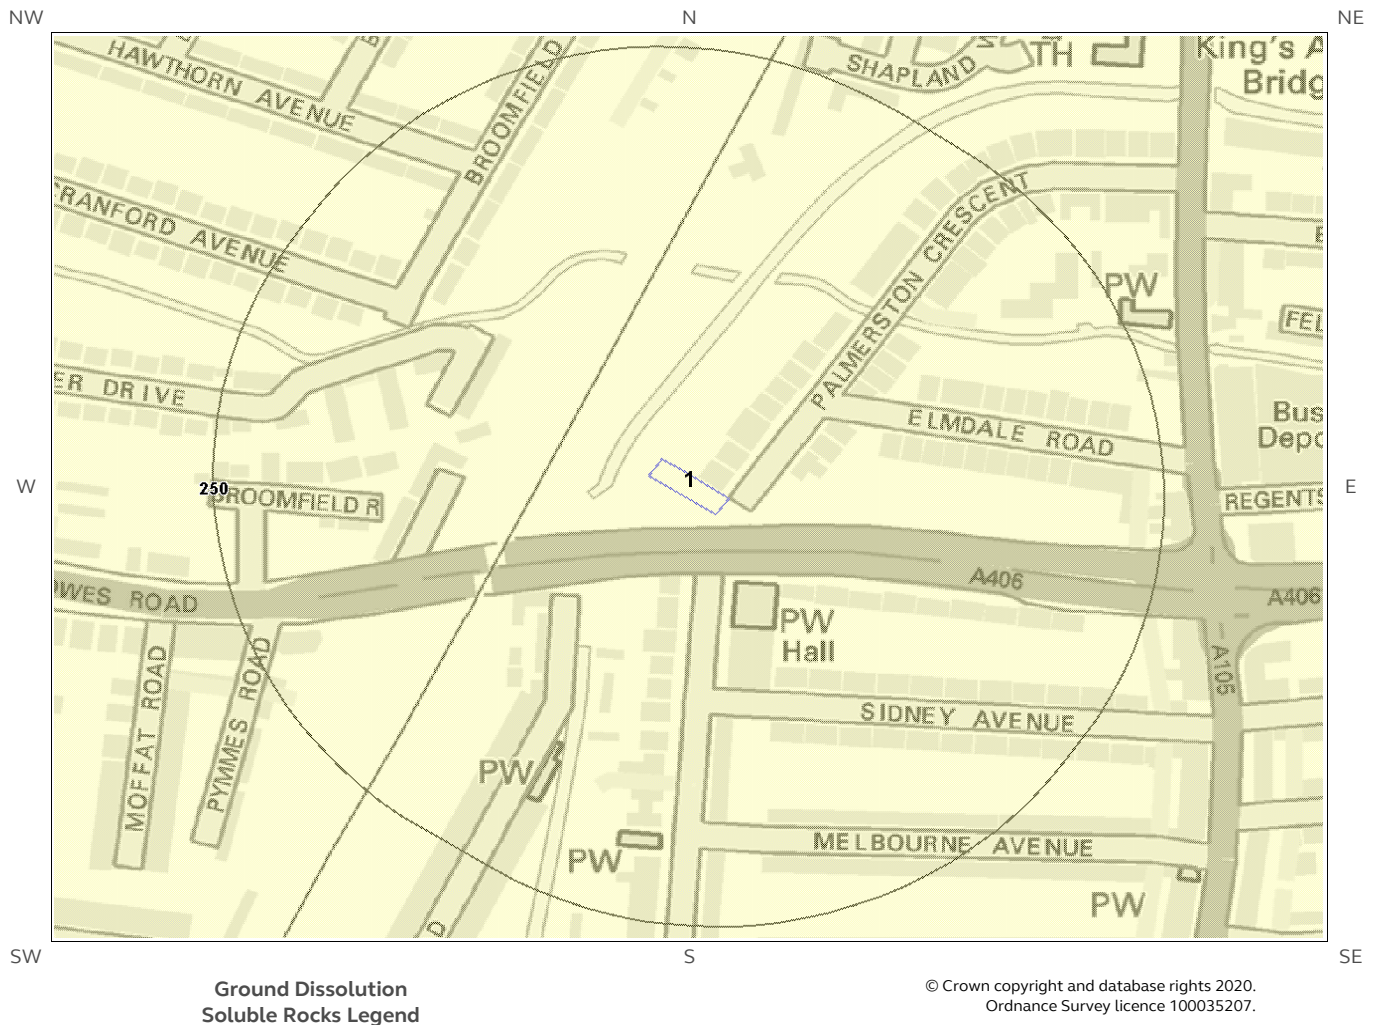 NW
N
NE
HAWTHORN AVENUE
BROOMFIELD
SHAPLAND
TH
King's A
Bridg
CRANFORD AVENUE
PALMERSTON CRESCENT
PW
FEL
ER DRIVE
ELMDALE ROAD
Bus
Depo
W
250
BROOMFIELD R
1
REGENTS
E
OWES ROAD
A406
A406
PW
Hall
MOFFAT ROAD
PYMMES ROAD
A105
SIDNEY AVENUE
PW
MELBOURNE AVENUE
PW
PW
D
SW
S
SE
Ground Dissolution
Soluble Rocks Legend
© Crown copyright and database rights 2020.
Ordnance Survey licence 100035207.